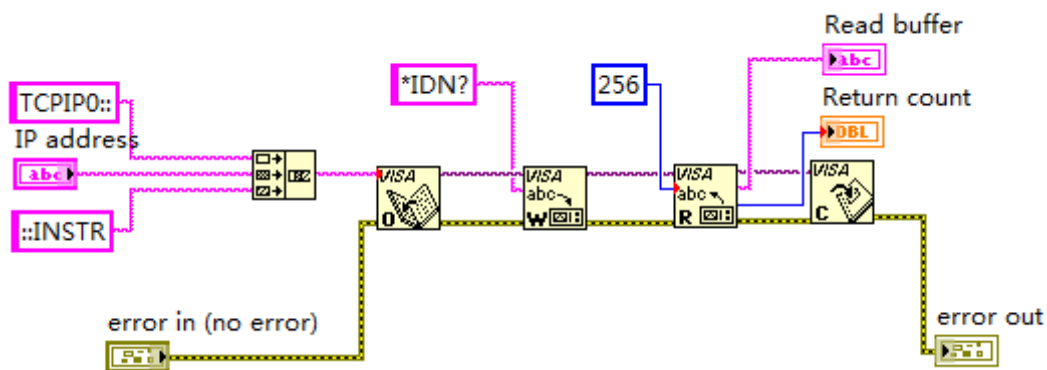 Read buffer
abc
TCPIP0::
*IDN?
256
Return count
DBL
IP address
abc
VISA
O
VISA
abc
W
VISA
abc
R
VISA
C
::INSTR
error in (no error)
error out